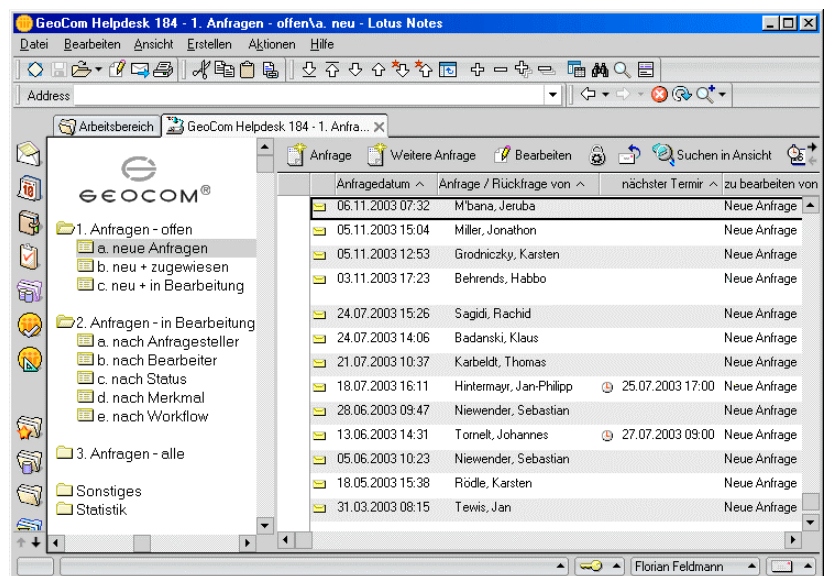 GeoCom Helpdesk 184 - 1. Anfragen - offen\a. neu - Lotus Notes
Datei Bearbeiten Ansicht Erstellen Aktionen Hilfe
Address
Arbeitsbereich GeoCom Helpdesk 184 - 1. Anfra...
Anfrage Weitere Anfrage Bearbeiten Suchen in Ansicht
GEOCOM®
1. Anfragen - offen
a. neue Anfragen
b. neu + zugewiesen
c. neu + in Bearbeitung
2. Anfragen - in Bearbeitung
a. nach Anfragesteller
b. nach Bearbeiter
c. nach Status
d. nach Merkmal
e. nach Workflow
3. Anfragen - alle
Sonstiges
Statistik
Anfragedatum Anfrage / Rückfrage von nächster Termir zu bearbeiten von
06.11.2003 07:32 M'bana, Jeruba Neue Anfrage
05.11.2003 15:04 Miller, Jonathon Neue Anfrage
05.11.2003 12:53 Grodniczky, Karsten Neue Anfrage
03.11.2003 17:23 Behrends, Habbo Neue Anfrage
24.07.2003 15:26 Sagidi, Rachid Neue Anfrage
24.07.2003 14:06 Badanski, Klaus Neue Anfrage
21.07.2003 10:37 Karbeldt, Thomas Neue Anfrage
18.07.2003 16:11 Hintermayr, Jan-Philipp 25.07.2003 17:00 Neue Anfrage
28.06.2003 09:47 Niewender, Sebastian Neue Anfrage
13.06.2003 14:31 Tornelt, Johannes 27.07.2003 09:00 Neue Anfrage
05.06.2003 10:23 Niewender, Sebastian Neue Anfrage
18.05.2003 15:38 Rödle, Karsten Neue Anfrage
31.03.2003 08:15 Tewis, Jan Neue Anfrage
Florian Feldmann